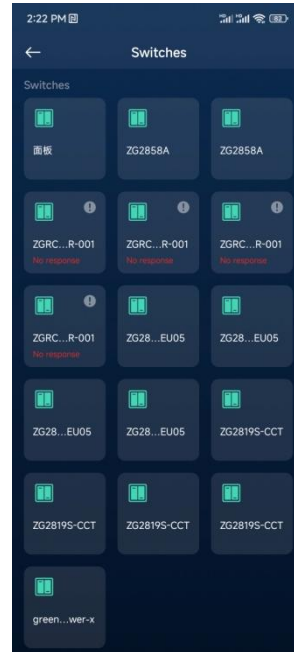 2:22 PM
82
Switches
Switches
面板
ZG2858A
ZG2858A
ZGRC...R-001
No response
ZGRC...R-001
No response
ZGRC...R-001
No response
ZGRC...R-001
No response
ZG28...EU05
ZG28...EU05
ZG28...EU05
ZG28...EU05
ZG2819S-CCT
ZG2819S-CCT
ZG2819S-CCT
ZG2819S-CCT
green...wer-x